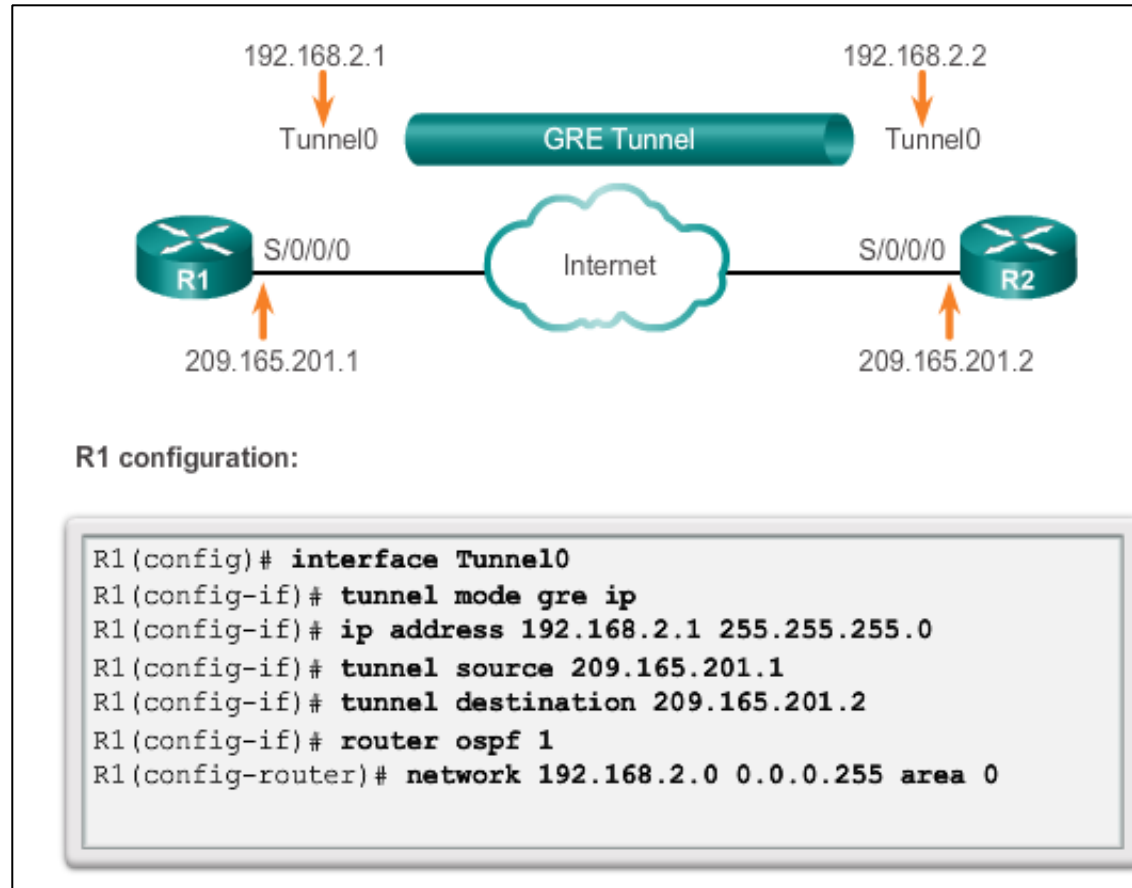 192.168.2.1
192.168.2.2
Tunnel0
GRE Tunnel
Tunnel0
S/0/0/0
Internet
S/0/0/0
R1
R2
209.165.201.1
209.165.201.2
R1 configuration:
R1(config)# interface Tunnel0
R1(config-if)# tunnel mode gre ip
R1(config-if)# ip address 192.168.2.1 255.255.255.0
R1(config-if)# tunnel source 209.165.201.1
R1(config-if)# tunnel destination 209.165.201.2
R1(config-if)# router ospf 1
R1(config-router)# network 192.168.2.0 0.0.0.255 area 0